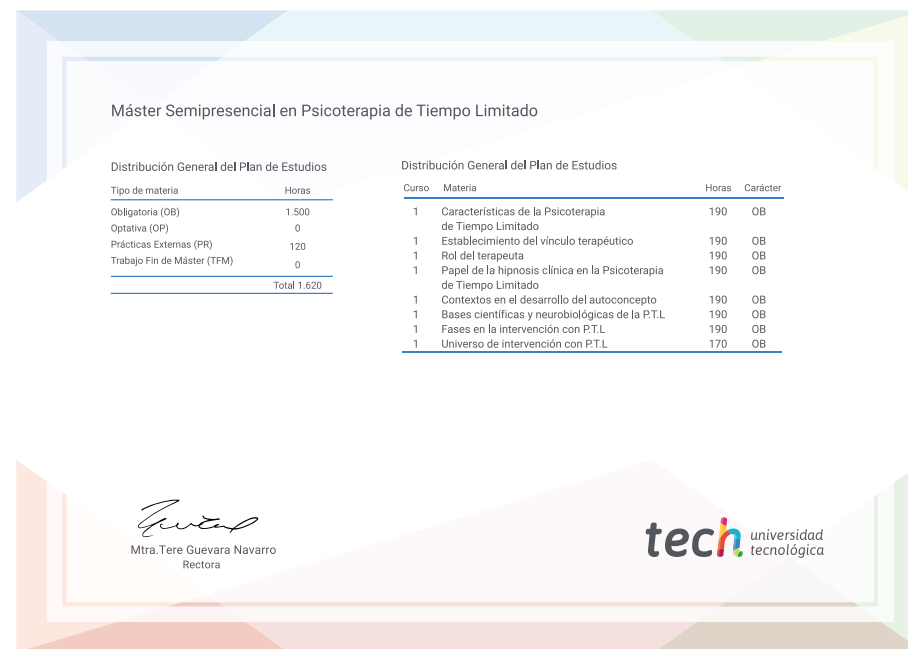 Máster Semipresencial en Psicoterapia de Tiempo Limitado
Distribución General del Plan de Estudios
Tipo de materia Horas
Obligatoria (OB) 1.500
Optativa (OP) 0
Prácticas Externas (PR) 120
Trabajo Fin de Máster (TFM) 0
Total 1.620
Distribución General del Plan de Estudios
Curso Materia Horas Carácter
1 Características de la Psicoterapia 190 OB
de Tiempo Limitado
1 Establecimiento del vínculo terapéutico 190 OB
1 Rol del terapeuta 190 OB
1 Papel de la hipnosis clínica en la Psicoterapia 190 OB
de Tiempo Limitado
1 Contextos en el desarrollo del autoconcepto 190 OB
1 Bases científicas y neurobiológicas de la P.T.L 190 OB
1 Fases en la intervención con P.T.L 190 OB
1 Universo de intervención con P.T.L 170 OB
Mtra.Tere Guevara Navarro
Rectora
tech universidad
tecnológica